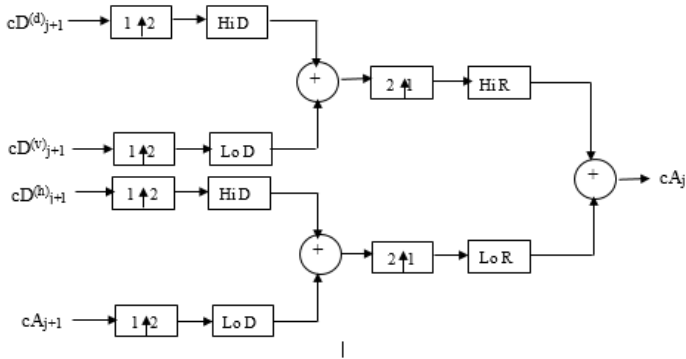 cD(d)j+1 1↑2 HiD
+ 2↑1 HiR
cD(v)j+1 1↑2 LoD
cD(h)j+1 1↑2 HiD
+ cAj
+ 2↑1 LoR
cAj+1 1↑2 LoD